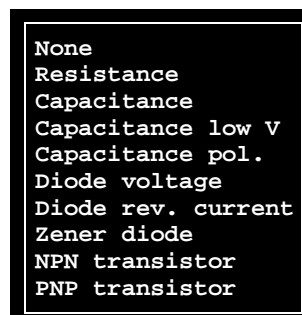 None
Resistance
Capacitance
Capacitance low V
Capacitance pol.
Diode voltage
Diode rev. current
Zener diode
NPN transistor
PNP transistor